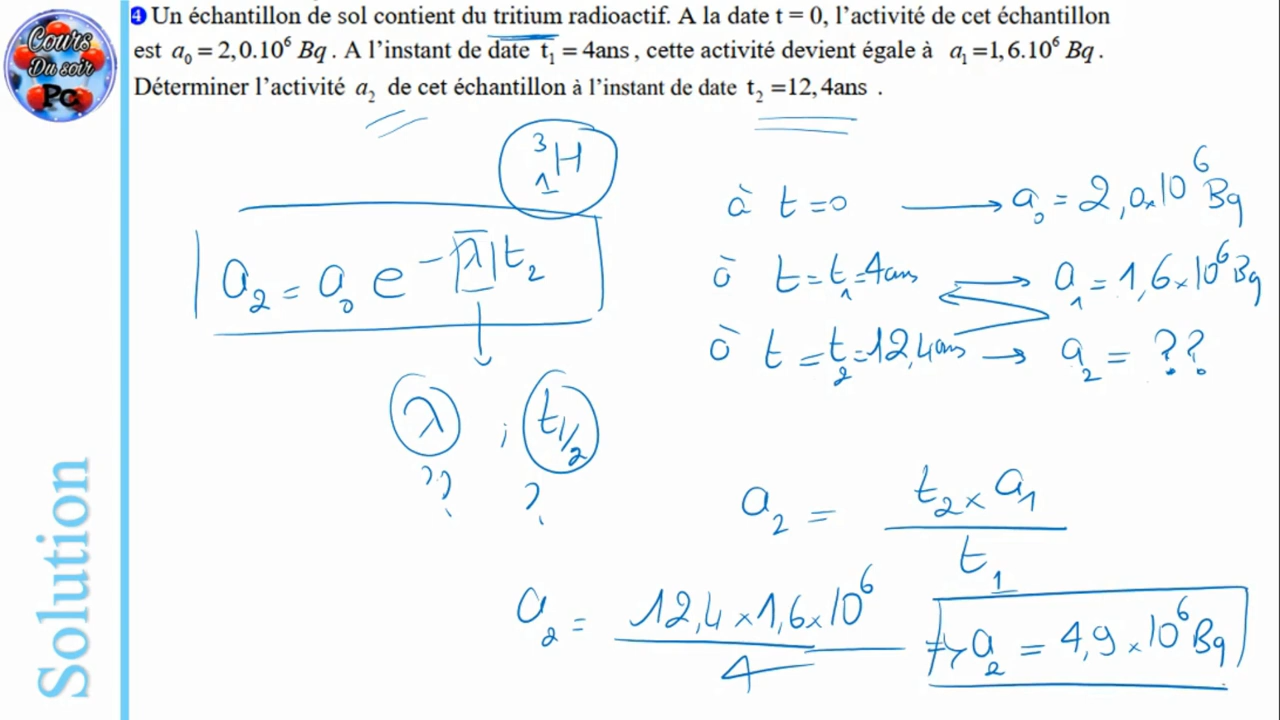 Cours
Du soir
PC
4 Un échantillon de sol contient du tritium radioactif. A la date t = 0, l’activité de cet échantillon
est a₀ = 2,0.10⁶ Bq . A l’instant de date t₁ = 4ans , cette activité devient égale à a₁ =1,6.10⁶ Bq .
Déterminer l’activité a₂ de cet échantillon à l’instant de date t₂ =12,4ans .
³₁H
a₂ = a₀ e^(-λ t₂)
λ ; t₁/₂
?? ?
à t = 0 → a₀ = 2,0×10⁶ Bq
à t = t₁ = 4ans → a₁ = 1,6×10⁶ Bq
à t = t₂ = 12,4ans → a₂ = ??
a₂ = t₂ × a₁ / t₁
a₂ = 12,4 × 1,6 × 10⁶ / 4 => a₂ = 4,9 × 10⁶ Bq
Solution